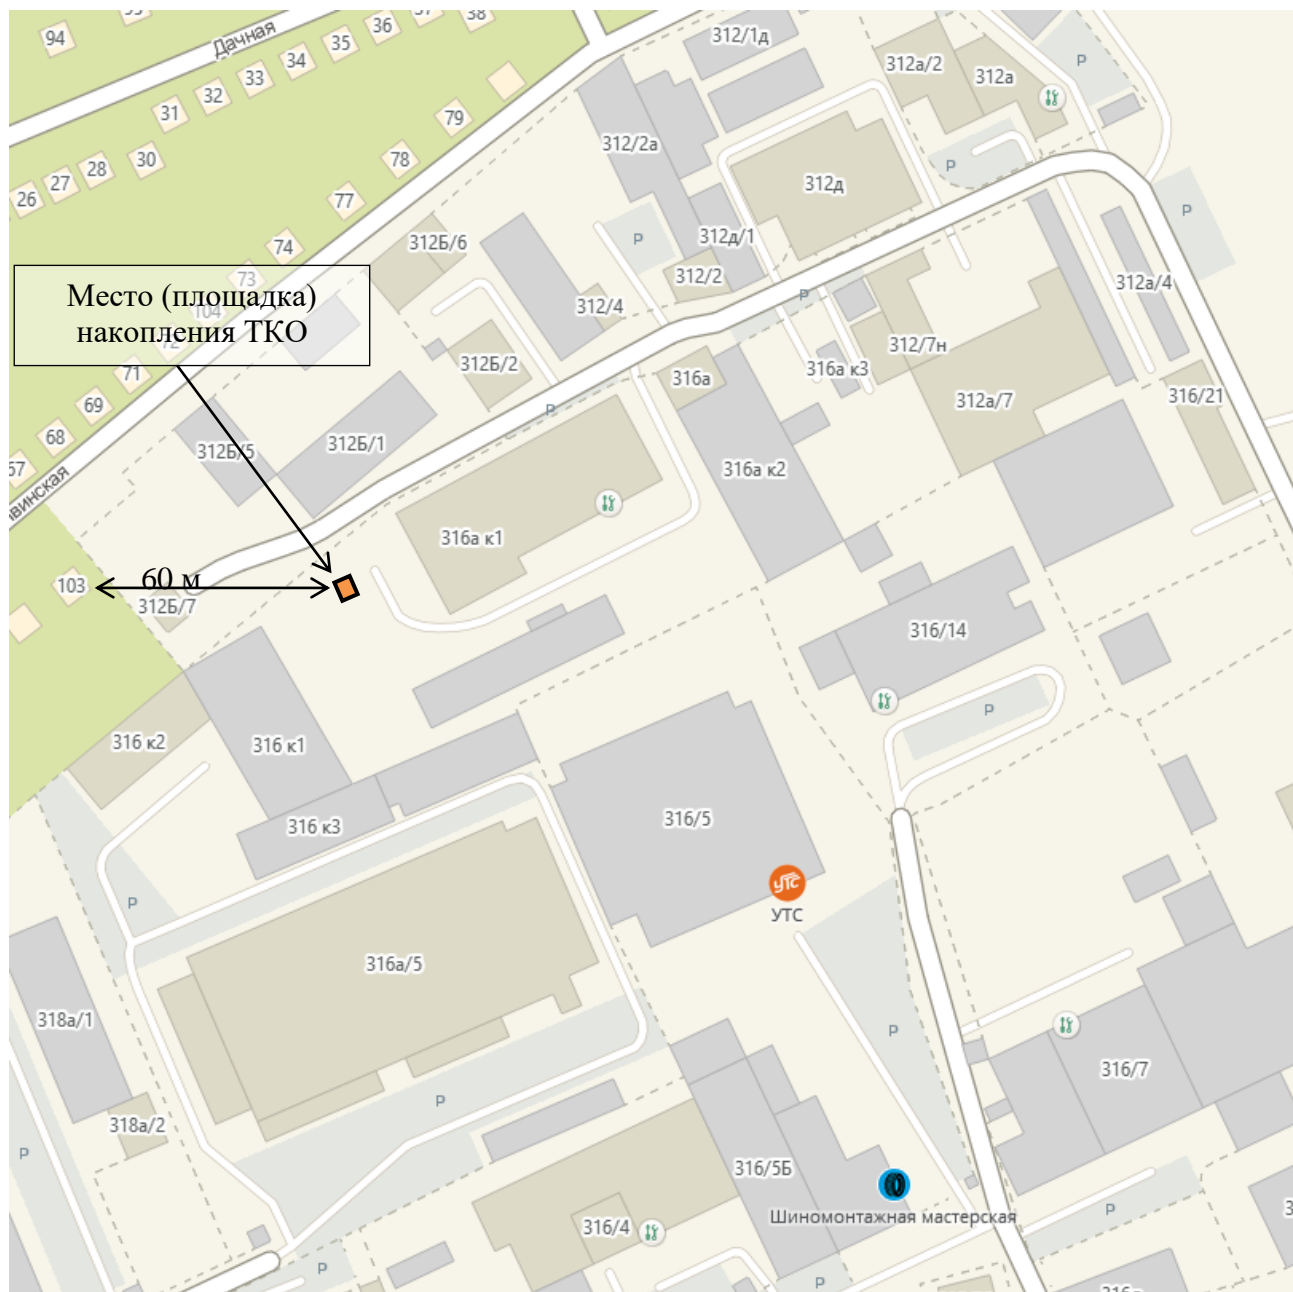 94
Дачная
36
38
35
34
33
32
31
30
28
27
26
79
78
77
74
73
104
72
71
69
68
103
312/1д
312а/2
312а
P
312/2а
312д
P
P
312Б/6
P
312д/1
312/2
312а/4
P
Место (площадка)
накопления ТКО
312/4
312/7н
312Б/2
316а
316а к3
316/21
P
312а/7
312Б/5
312Б/1
316а к2
316а к1
60 м
312Б/7
316/14
P
316 к2
316 к1
316 к3
316/5
УТС
УТС
P
316а/5
318а/1
P
316/7
P
318а/2
P
316/5Б
Шиномонтажная мастерская
P
316/4
P
P